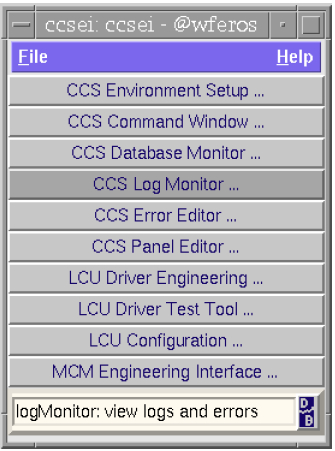 ccsei: ccsei - @wferos
File Help
CCS Environment Setup ...
CCS Command Window ...
CCS Database Monitor ...
CCS Log Monitor ...
CCS Error Editor ...
CCS Panel Editor ...
LCU Driver Engineering ...
LCU Driver Test Tool ...
LCU Configuration ...
MCM Engineering Interface ...
logMonitor: view logs and errors
D
B